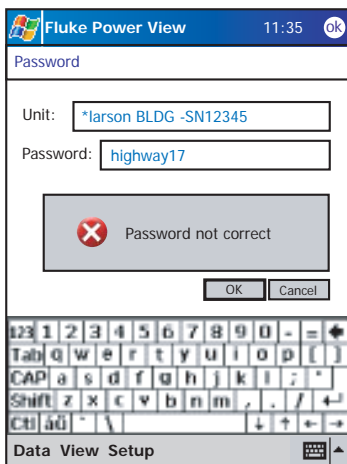 Fluke Power View 11:35 ok
Password
Unit: *larson BLDG -SN12345
Password: highway17
Password not correct
OK Cancel
123 1 2 3 4 5 6 7 8 9 0 - =
Tab q w e r t y u i o p [ ]
CAP a s d f g h j k l ; '
Shift z x c v b n m , . /
Ctl áü ` \
Data View Setup